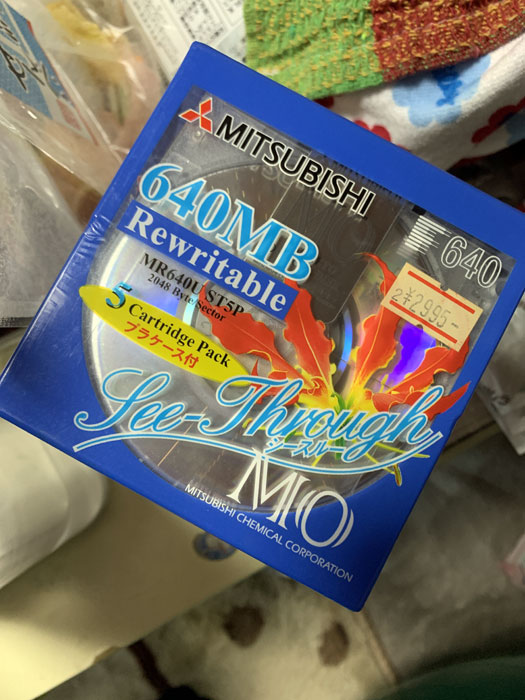 MITSUBISHI
640MB
Rewritable
MR640U ST5P
2048 Byte/Sector
5 Cartridge Pack
プラケース付
640
2¥2995-
See-Through
シースルー
MO
MITSUBISHI CHEMICAL CORPORATION